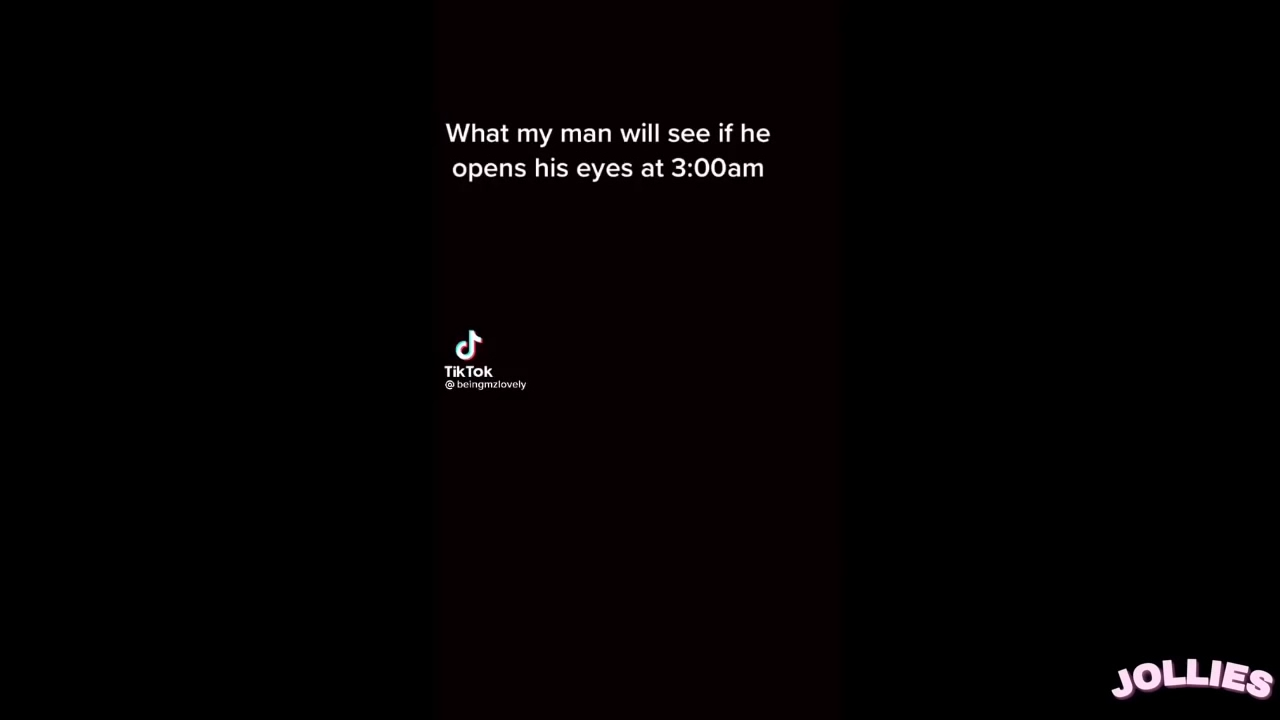 What my man will see if he
opens his eyes at 3:00am
TikTok
@beingmzlovely
JOLLIES